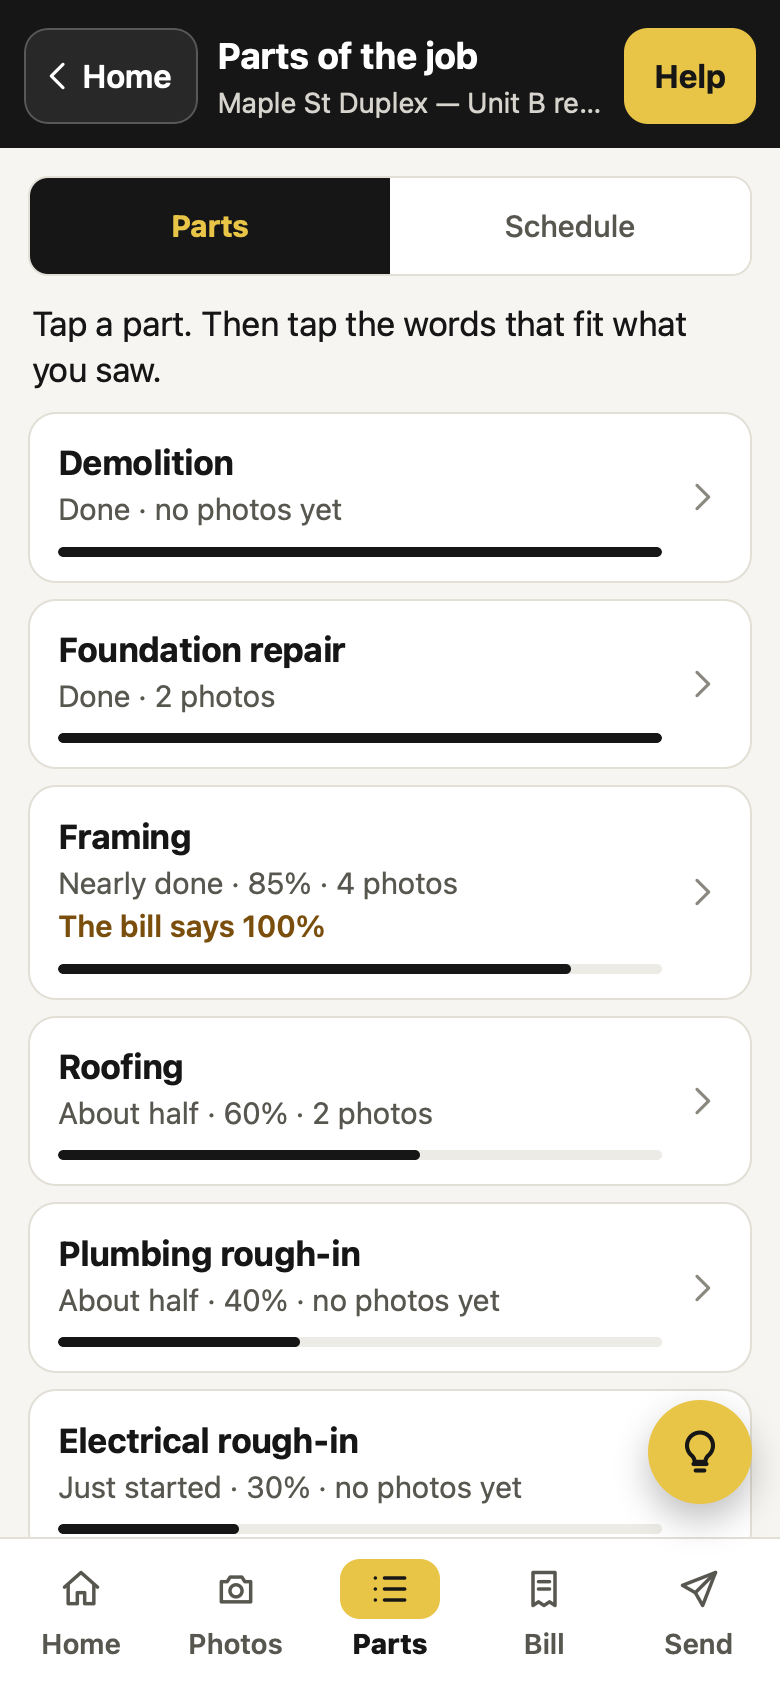 Home
Parts of the job
Maple St Duplex — Unit B re...
Help
Parts
Schedule
Tap a part. Then tap the words that fit what
you saw.
Demolition
Done · no photos yet
Foundation repair
Done · 2 photos
Framing
Nearly done · 85% · 4 photos
The bill says 100%
Roofing
About half · 60% · 2 photos
Plumbing rough-in
About half · 40% · no photos yet
Electrical rough-in
Just started · 30% · no photos yet
Home
Photos
Parts
Bill
Send